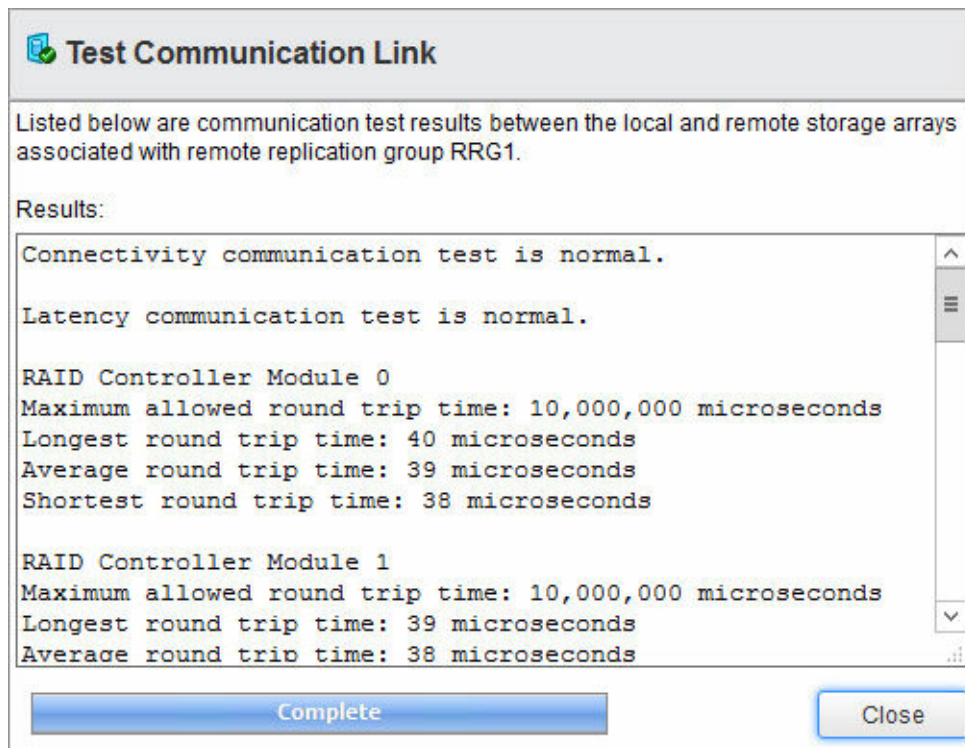 Test Communication Link
Listed below are communication test results between the local and remote storage arrays
associated with remote replication group RRG1.
Results:
Connectivity communication test is normal.
Latency communication test is normal.
RAID Controller Module 0
Maximum allowed round trip time: 10,000,000 microseconds
Longest round trip time: 40 microseconds
Average round trip time: 39 microseconds
Shortest round trip time: 38 microseconds
RAID Controller Module 1
Maximum allowed round trip time: 10,000,000 microseconds
Longest round trip time: 39 microseconds
Average round trip time: 38 microseconds
Complete
Close